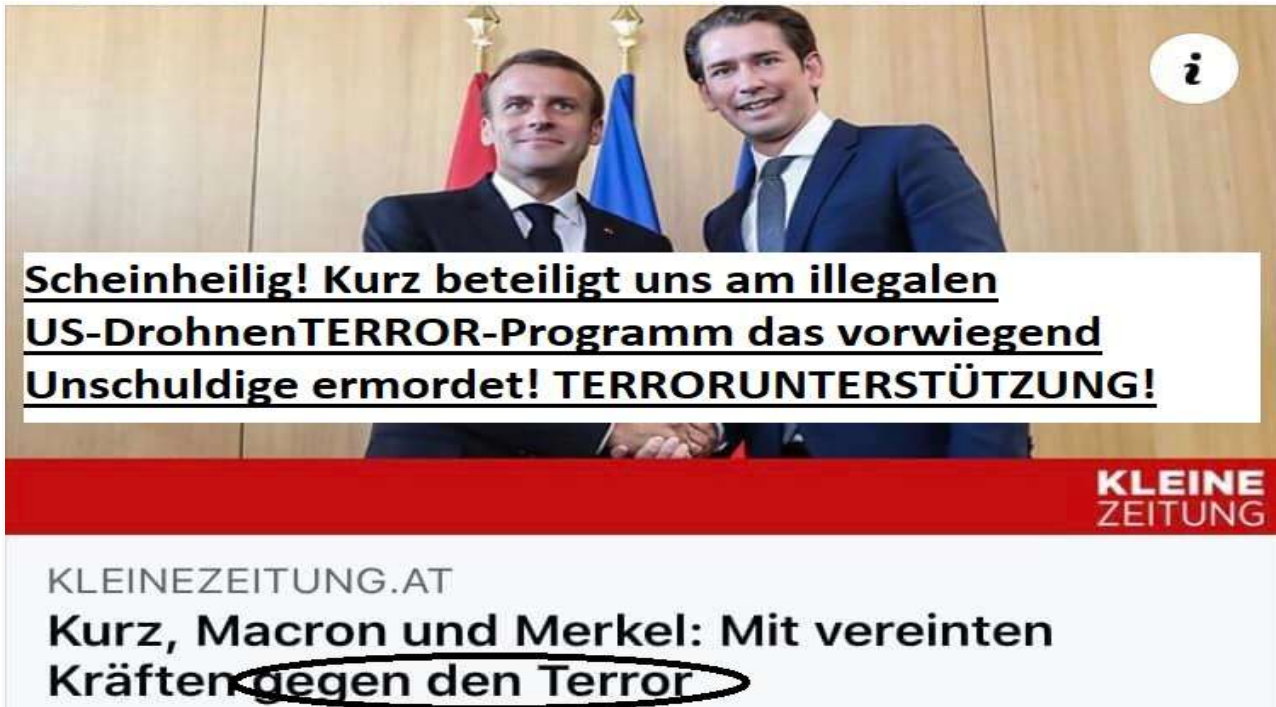 i
Scheinheilig! Kurz beteiligt uns am illegalen
US-DrohnenTERROR-Programm das vorwiegend
Unschuldige ermordet! TERRORUNTERSTÜTZUNG!
KLEINE
ZEITUNG
KLEINEZEITUNG.AT
Kurz, Macron und Merkel: Mit vereinten
Kräften gegen den Terror